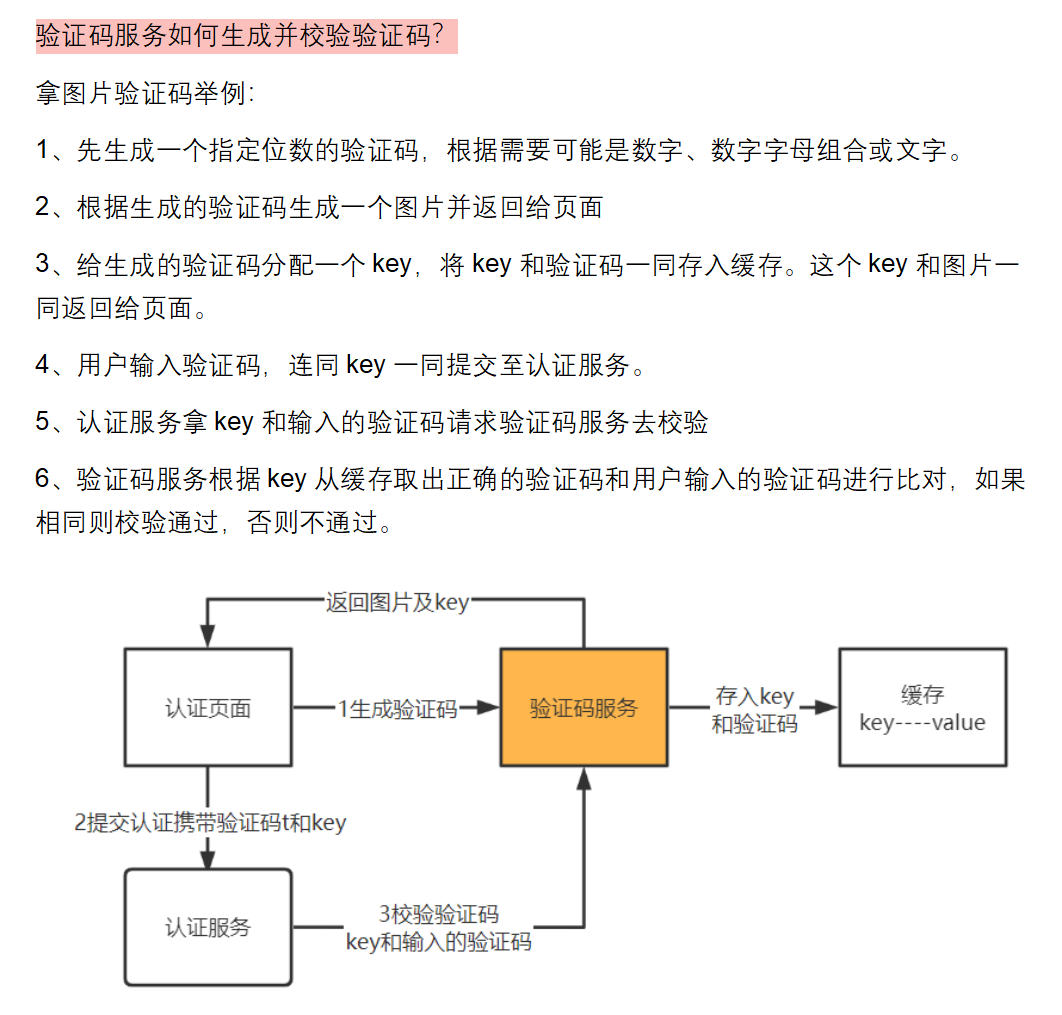 验证码服务如何生成并校验验证码？
拿图片验证码举例：
1、先生成一个指定位数的验证码，根据需要可能是数字、数字字母组合或文字。
2、根据生成的验证码生成一个图片并返回给页面
3、给生成的验证码分配一个 key，将 key 和验证码一同存入缓存。这个 key 和图片一
同返回给页面。
4、用户输入验证码，连同 key 一同提交至认证服务。
5、认证服务拿 key 和输入的验证码请求验证码服务去校验
6、验证码服务根据 key 从缓存取出正确的验证码和用户输入的验证码进行比对，如果
相同则校验通过，否则不通过。
返回图片及key
认证页面
1生成验证码
验证码服务
存入key
和验证码
缓存
key----value
2提交认证携带验证码t和key
认证服务
3校验验证码
key和输入的验证码